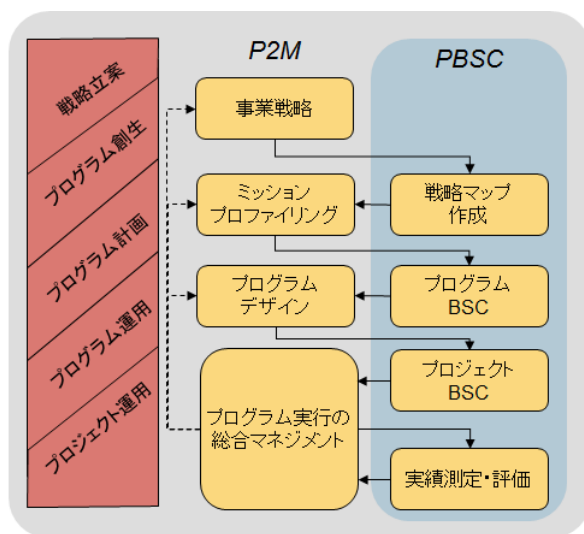 P2M
PBSC
戦略立案
プログラム創生
プログラム計画
プログラム運用
プロジェクト運用
事業戦略
ミッション
プロファイリング
戦略マップ
作成
プログラム
デザイン
プログラム
BSC
プロジェクト
BSC
プログラム実行の
総合マネジメント
実績測定・評価